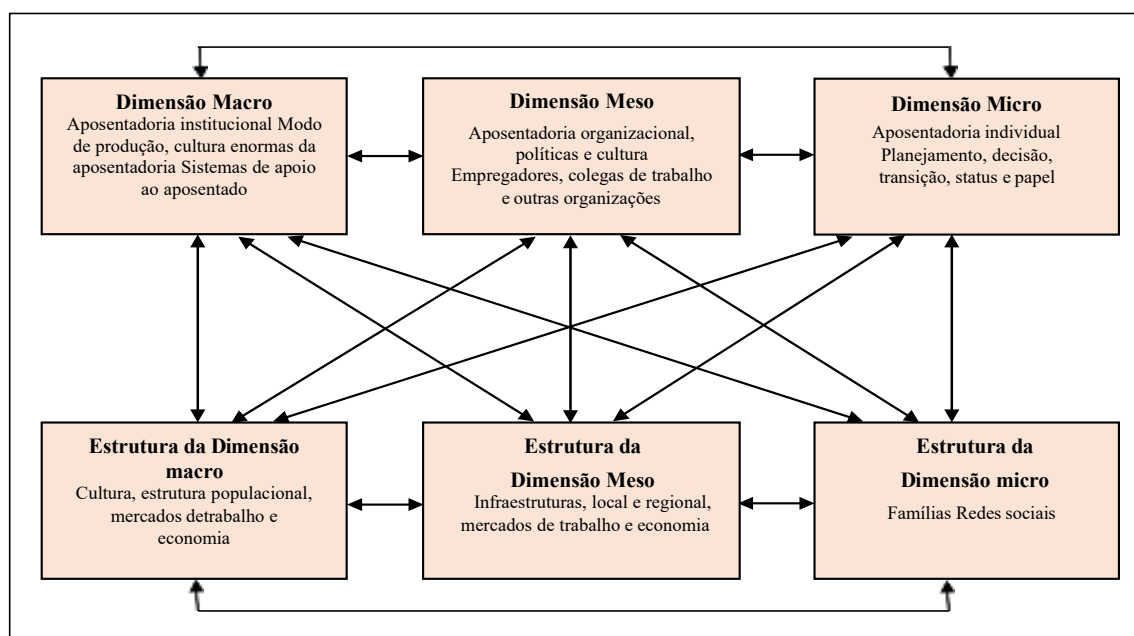 Dimensão Macro
Aposentadoria institucional Modo
de produção, cultura enormas da
aposentadoria Sistemas de apoio
ao aposentado
Dimensão Meso
Aposentadoria organizacional,
políticas e cultura
Empregadores, colegas de trabalho
e outras organizações
Dimensão Micro
Aposentadoria individual
Planejamento, decisão,
transição, status e papel
Estrutura da Dimensão
macro
Cultura, estrutura populacional,
mercados detrabalho e
economia
Estrutura da
Dimensão Meso
Infraestruturas, local e regional,
mercados de trabalho e economia
Estrutura da
Dimensão micro
Famílias Redes sociais